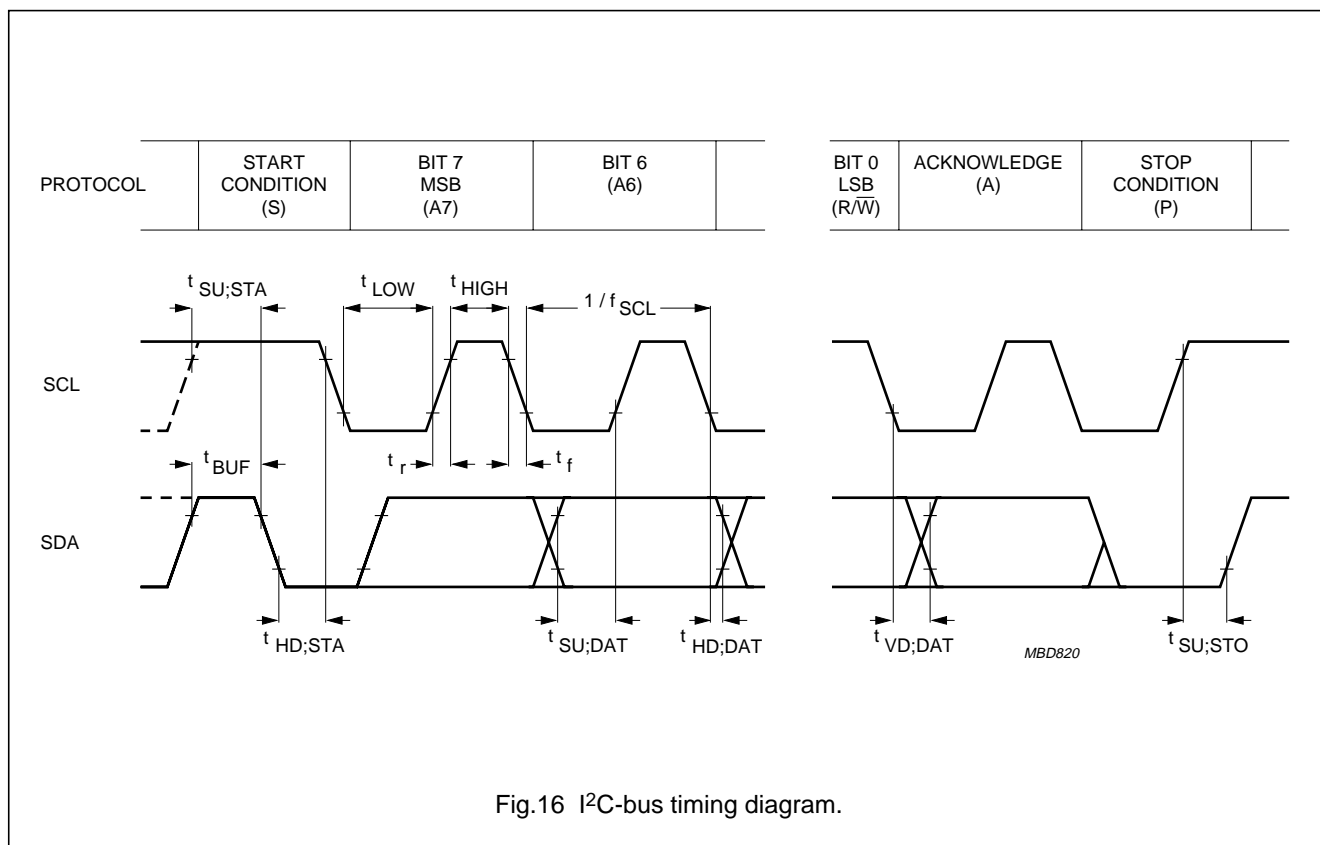 PROTOCOL
START
CONDITION
(S)
BIT 7
MSB
(A7)
BIT 6
(A6)
BIT 0
LSB
(R/W̅)
ACKNOWLEDGE
(A)
STOP
CONDITION
(P)
t SU;STA
t LOW
t HIGH
1 / f SCL
SCL
t BUF
t r
t f
SDA
t HD;STA
t SU;DAT
t HD;DAT
t VD;DAT
MBD820
t SU;STO
Fig.16 I²C-bus timing diagram.